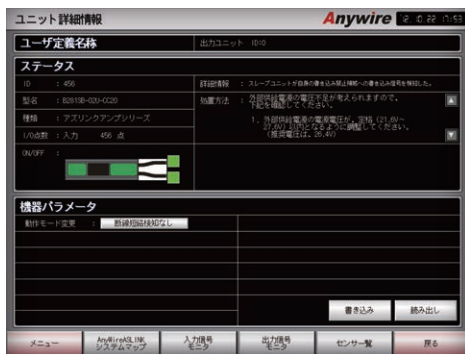 ユニット詳細情報
Anywire
12.10.22
ユーザ定義名称
出力ユニット ID:0
ステータス
ID : 456
型名 : B281SB-02U-CC20
種類 : アズリンクアンプシリーズ
I/O点数 : 入力 456 点
ON/OFF :
詳細情報 : スレーブユニットが自身の書き込み禁止領域への書き込み信号を検知した。
処置方法 : 外部供給電源の電圧不足が考えられますので、
下記を確認してください。
1. 外部供給電源の電源電圧が、定格 (21.6V~
27.6V) 以内となるように調整してください。
(推奨電圧は、26.4V)
機器パラメータ
動作モード変更 : 断線短絡検知なし
書き込み
読み出し
メニュー
AnyWireASLINK
システムマップ
入力信号
モニタ
出力信号
モニタ
センサ一覧
戻る